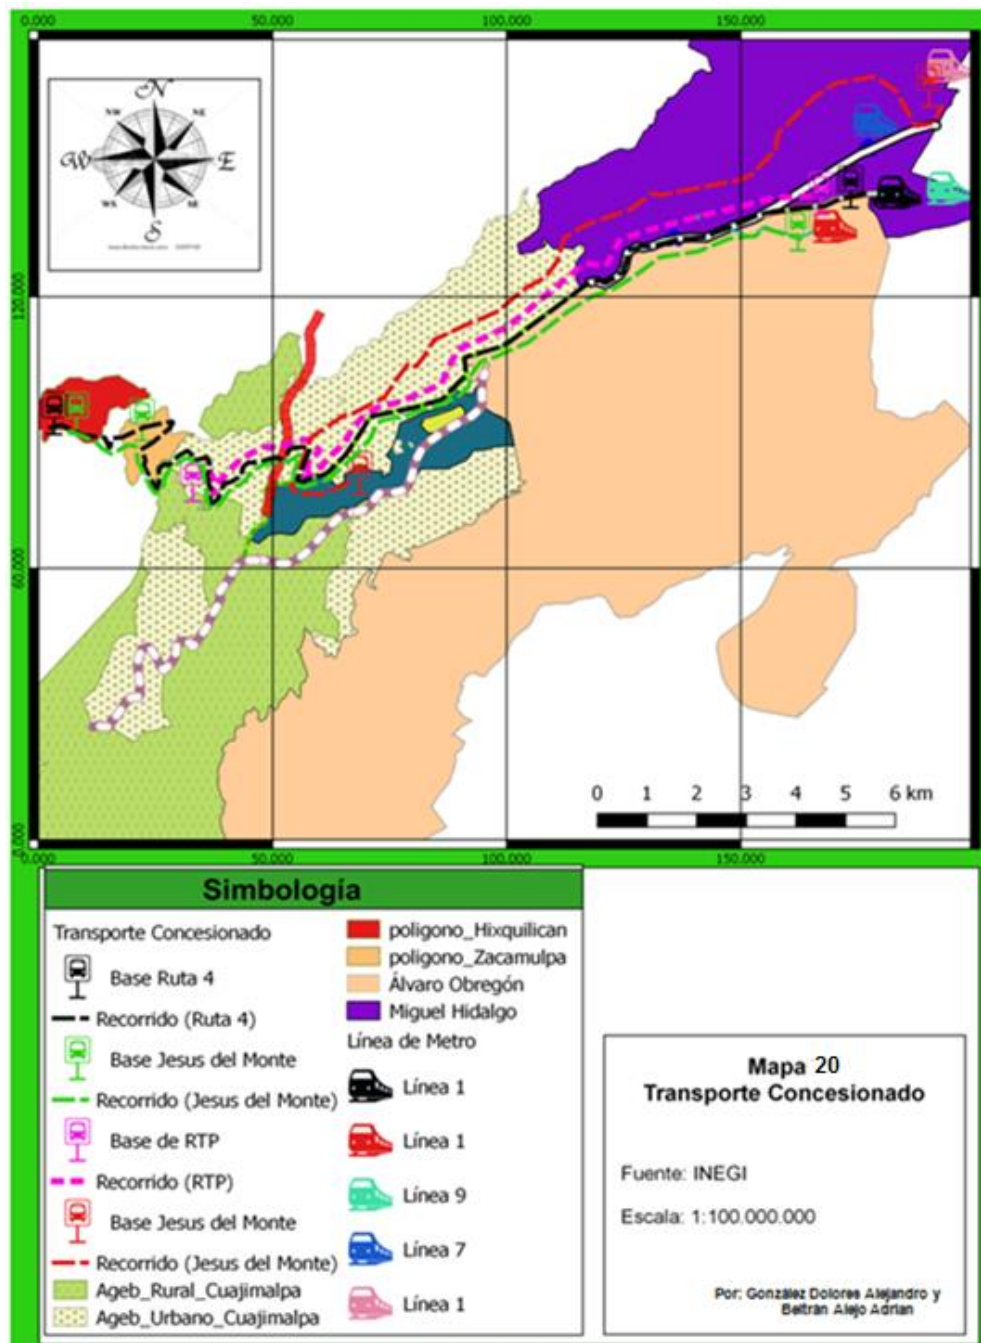 0.000 50.000 100.000 150.000
N
NW NE
W E
WS SE
S
120.000
60.000
0 1 2 3 4 5 6 km
0.000
0.000 50.000 100.000 150.000
Simbología
Transporte Concesionado
Base Ruta 4
Recorrido (Ruta 4)
Base Jesus del Monte
Recorrido (Jesus del Monte)
Base de RTP
Recorrido (RTP)
Base Jesus del Monte
Recorrido (Jesus del Monte)
Ageb_Rural_Cuajimalpa
Ageb_Urbano_Cuajimalpa
poligono_Hixquilican
poligono_Zacamulpa
Álvaro Obregón
Miguel Hidalgo
Línea de Metro
Línea 1
Línea 1
Línea 9
Línea 7
Línea 1
Mapa 20
Transporte Concesionado
Fuente: INEGI
Escala: 1:100.000.000
Por: González Dolores Alejandro y
Beltrán Alejo Adrian